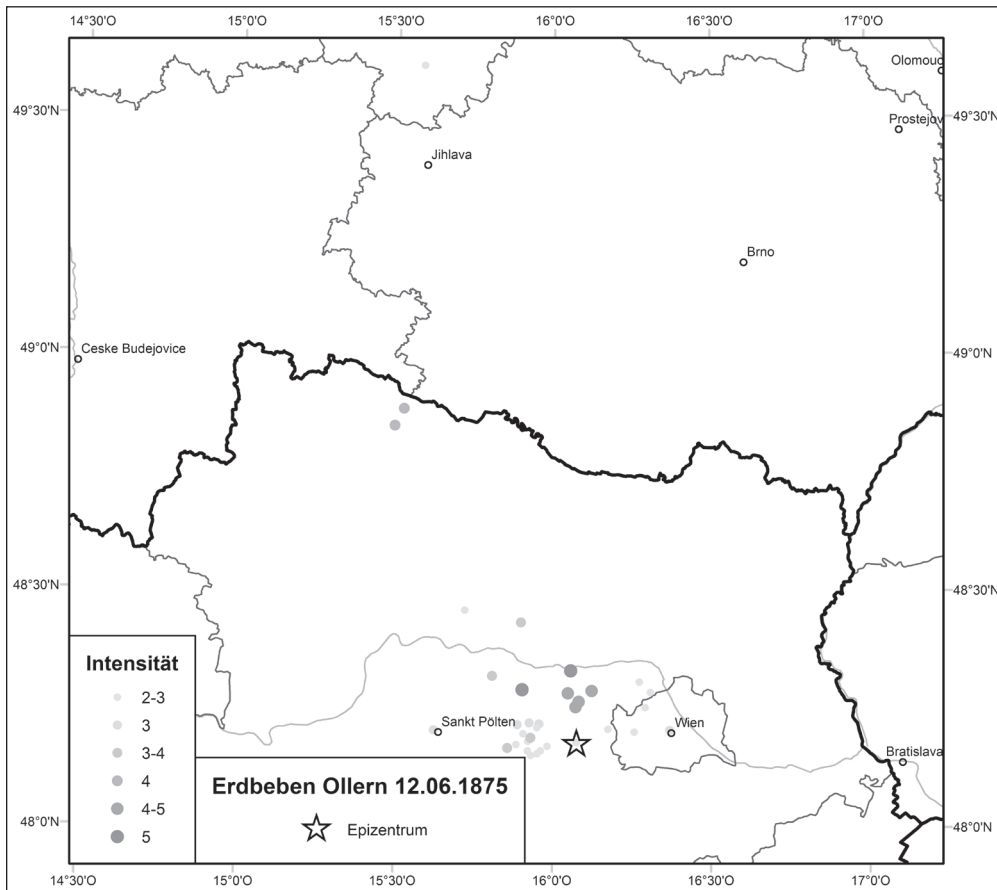 14°30'O 15°0'O 15°30'O 16°0'O 16°30'O 17°0'O
Olomouc
49°30'N 49°30'N
Prostejov
Jihlava
Brno
49°0'N 49°0'N
Ceske Budejovice
48°30'N 48°30'N
Intensität
2-3
3
3-4
4
4-5
5
Sankt Pölten
Wien
Bratislava
Erdbeben Ollern 12.06.1875
Epizentrum
48°0'N 48°0'N
14°30'O 15°0'O 15°30'O 16°0'O 16°30'O 17°0'O